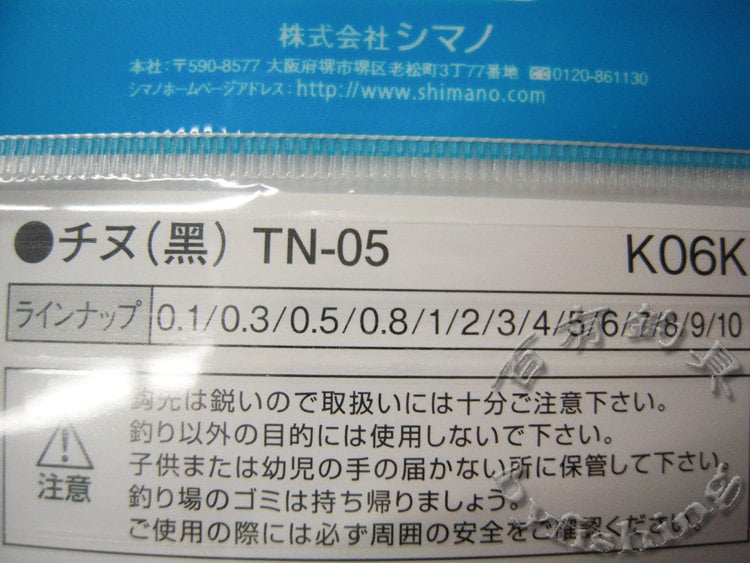 株式会社 シマノ
本社：〒590-8577 大阪府堺市堺区老松町3丁77番地 0120-861130
シマノホームページアドレス：http://www.shimano.com
●チヌ(黒) TN-05 K06K
ラインナップ 0.1/0.3/0.5/0.8/1/2/3/4/5/6/7/8/9/10
鈎先は鋭いので取扱いには十分ご注意下さい。
釣り以外の目的には使用しないで下さい。
子供または幼児の手の届かない所に保管して下さい。
注意
釣り場のゴミは持ち帰りましょう。
ご使用の際には必ず周囲の安全をご確認ください。